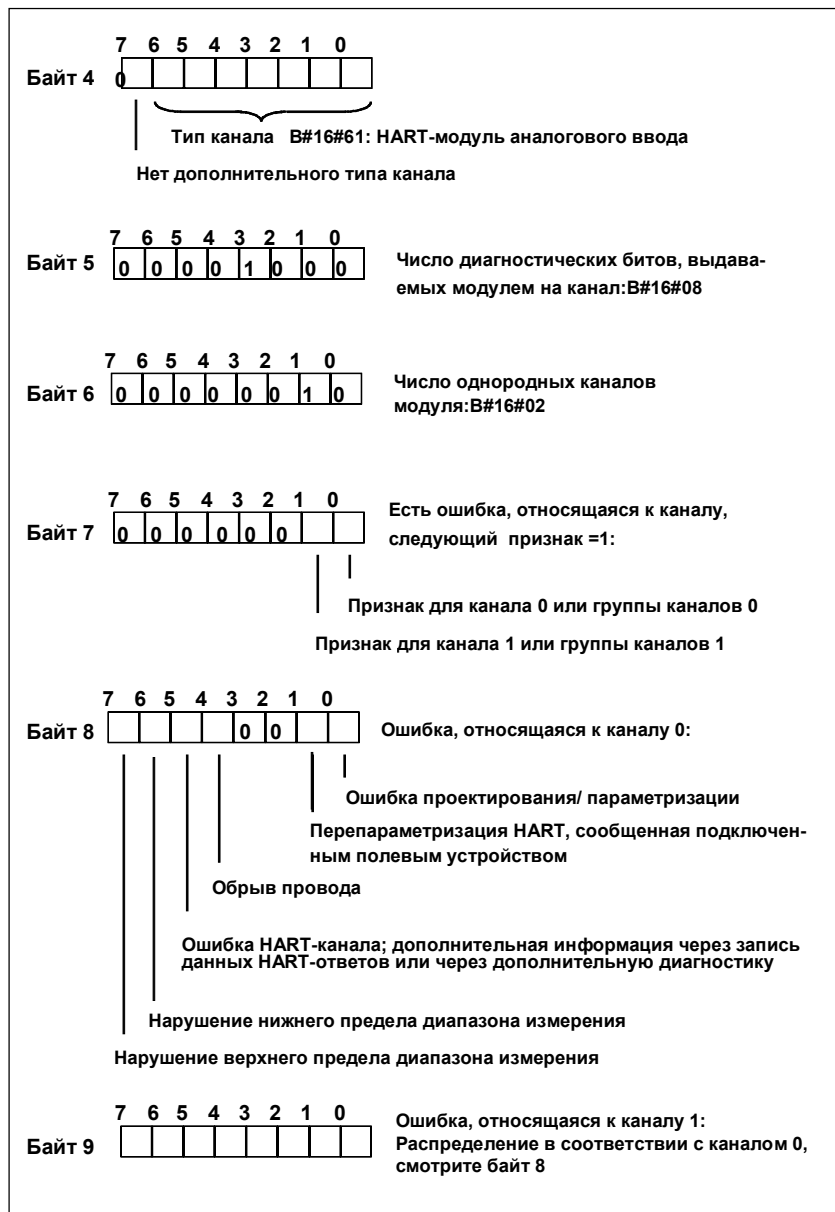 7 6 5 4 3 2 1 0
Байт 4
0
Тип канала B#16#61: HART-модуль аналогового ввода
Нет дополнительного типа канала
7 6 5 4 3 2 1 0
Байт 5
0 0 0 0 1 0 0 0
Число диагностических битов, выдава-
емых модулем на канал:B#16#08
7 6 5 4 3 2 1 0
Байт 6
0 0 0 0 0 0 1 0
Число однородных каналов
модуля:B#16#02
7 6 5 4 3 2 1 0
Байт 7
0 0 0 0 0 0
Есть ошибка, относящаяся к каналу,
следующий признак =1:
Признак для канала 0 или группы каналов 0
Признак для канала 1 или группы каналов 1
7 6 5 4 3 2 1 0
Байт 8
0 0
Ошибка, относящаяся к каналу 0:
Ошибка проектирования/ параметризации
Перепараметризация HART, сообщенная подключен-
ным полевым устройством
Обрыв провода
Ошибка HART-канала; дополнительная информация через запись
данных HART-ответов или через дополнительную диагностику
Нарушение нижнего предела диапазона измерения
Нарушение верхнего предела диапазона измерения
7 6 5 4 3 2 1 0
Байт 9
Ошибка, относящаяся к каналу 1:
Распределение в соответствии с каналом 0,
смотрите байт 8